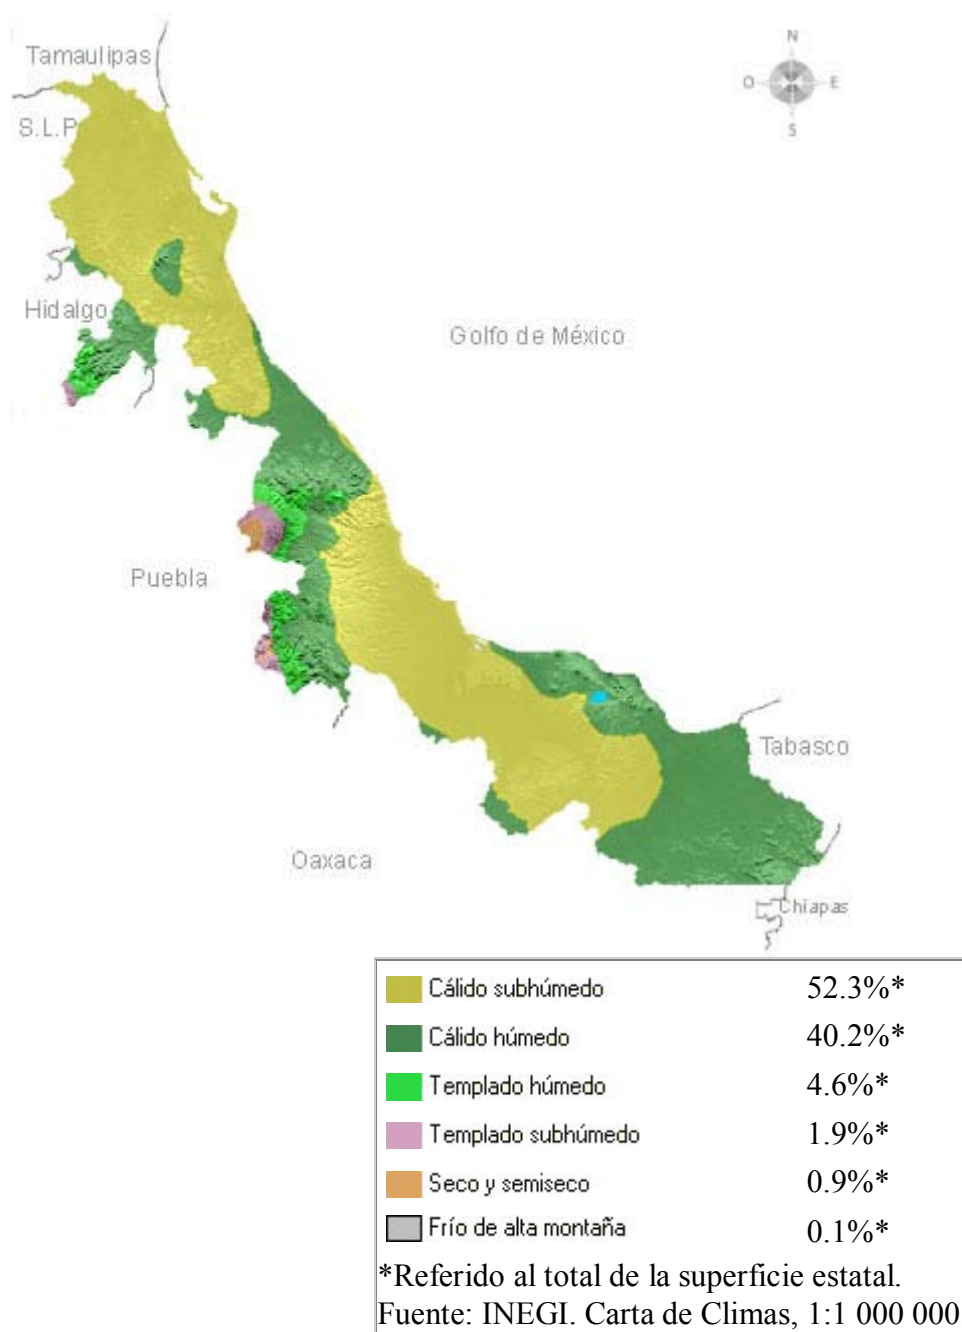 Tamaulipas
N
O
E
S
S.L.P
Hidalgo
Golfo de México
Puebla
Tabasco
Oaxaca
Chiapas
Cálido subhúmedo 52.3%*
Cálido húmedo 40.2%*
Templado húmedo 4.6%*
Templado subhúmedo 1.9%*
Seco y semiseco 0.9%*
Frío de alta montaña 0.1%*
*Referido al total de la superficie estatal.
Fuente: INEGI. Carta de Climas, 1:1 000 000